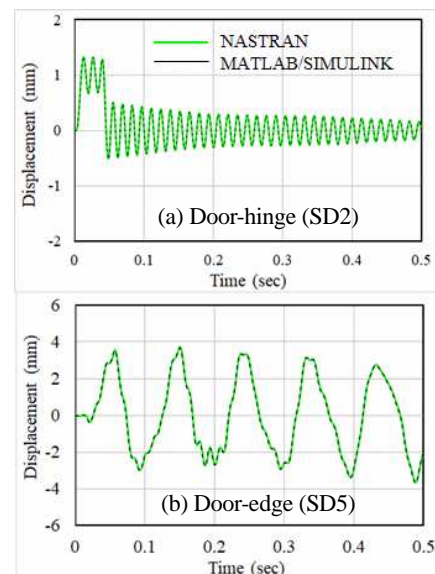 2
NASTRAN
MATLAB/SIMULINK
1
0
-1
-2
Displacement (mm)
(a) Door-hinge (SD2)
0 0.1 0.2 0.3 0.4 0.5
Time (sec)
6
4
2
0
-2
-4
-6
Displacement (mm)
(b) Door-edge (SD5)
0 0.1 0.2 0.3 0.4 0.5
Time (sec)